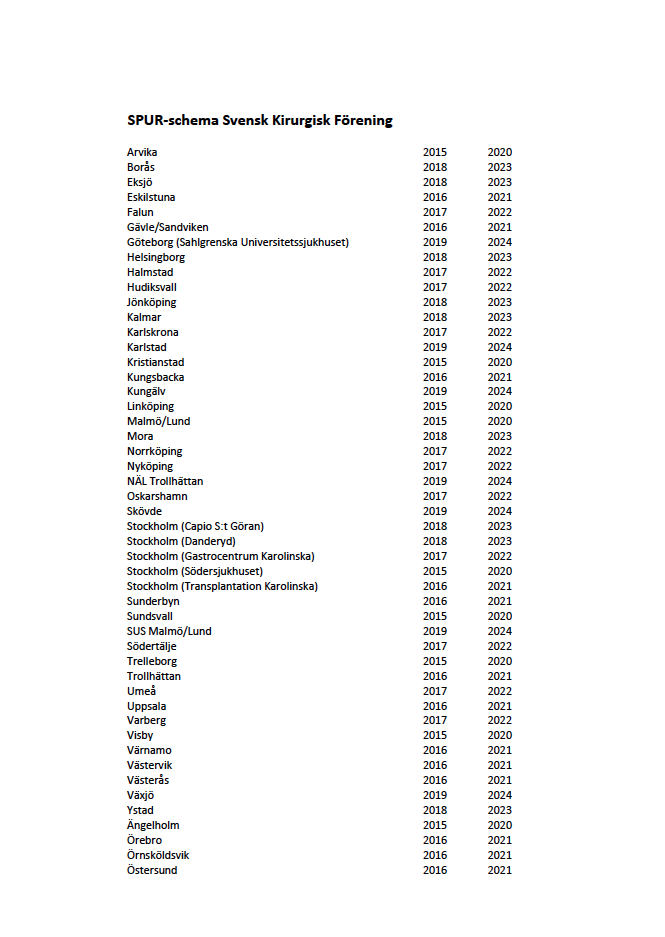 SPUR-schema Svensk Kirurgisk Förening
Arvika 2015 2020
Borås 2018 2023
Eksjö 2018 2023
Eskilstuna 2016 2021
Falun 2017 2022
Gävle/Sandviken 2016 2021
Göteborg (Sahlgrenska Universitetssjukhuset) 2019 2024
Helsingborg 2018 2023
Halmstad 2017 2022
Hudiksvall 2017 2022
Jönköping 2018 2023
Kalmar 2018 2023
Karlskrona 2017 2022
Karlstad 2019 2024
Kristianstad 2015 2020
Kungsbacka 2016 2021
Kungälv 2019 2024
Linköping 2015 2020
Malmö/Lund 2015 2020
Mora 2018 2023
Norrköping 2017 2022
Nyköping 2017 2022
NÄL Trollhättan 2019 2024
Oskarshamn 2017 2022
Skövde 2019 2024
Stockholm (Capio S:t Göran) 2018 2023
Stockholm (Danderyd) 2018 2023
Stockholm (Gastrocentrum Karolinska) 2017 2022
Stockholm (Södersjukhuset) 2015 2020
Stockholm (Transplantation Karolinska) 2016 2021
Sunderbyn 2016 2021
Sundsvall 2015 2020
SUS Malmö/Lund 2019 2024
Södertälje 2017 2022
Trelleborg 2015 2020
Trollhättan 2016 2021
Umeå 2017 2022
Uppsala 2016 2021
Varberg 2017 2022
Visby 2015 2020
Värnamo 2016 2021
Västervik 2016 2021
Västerås 2016 2021
Växjö 2019 2024
Ystad 2018 2023
Ängelholm 2015 2020
Örebro 2016 2021
Örnsköldsvik 2016 2021
Östersund 2016 2021